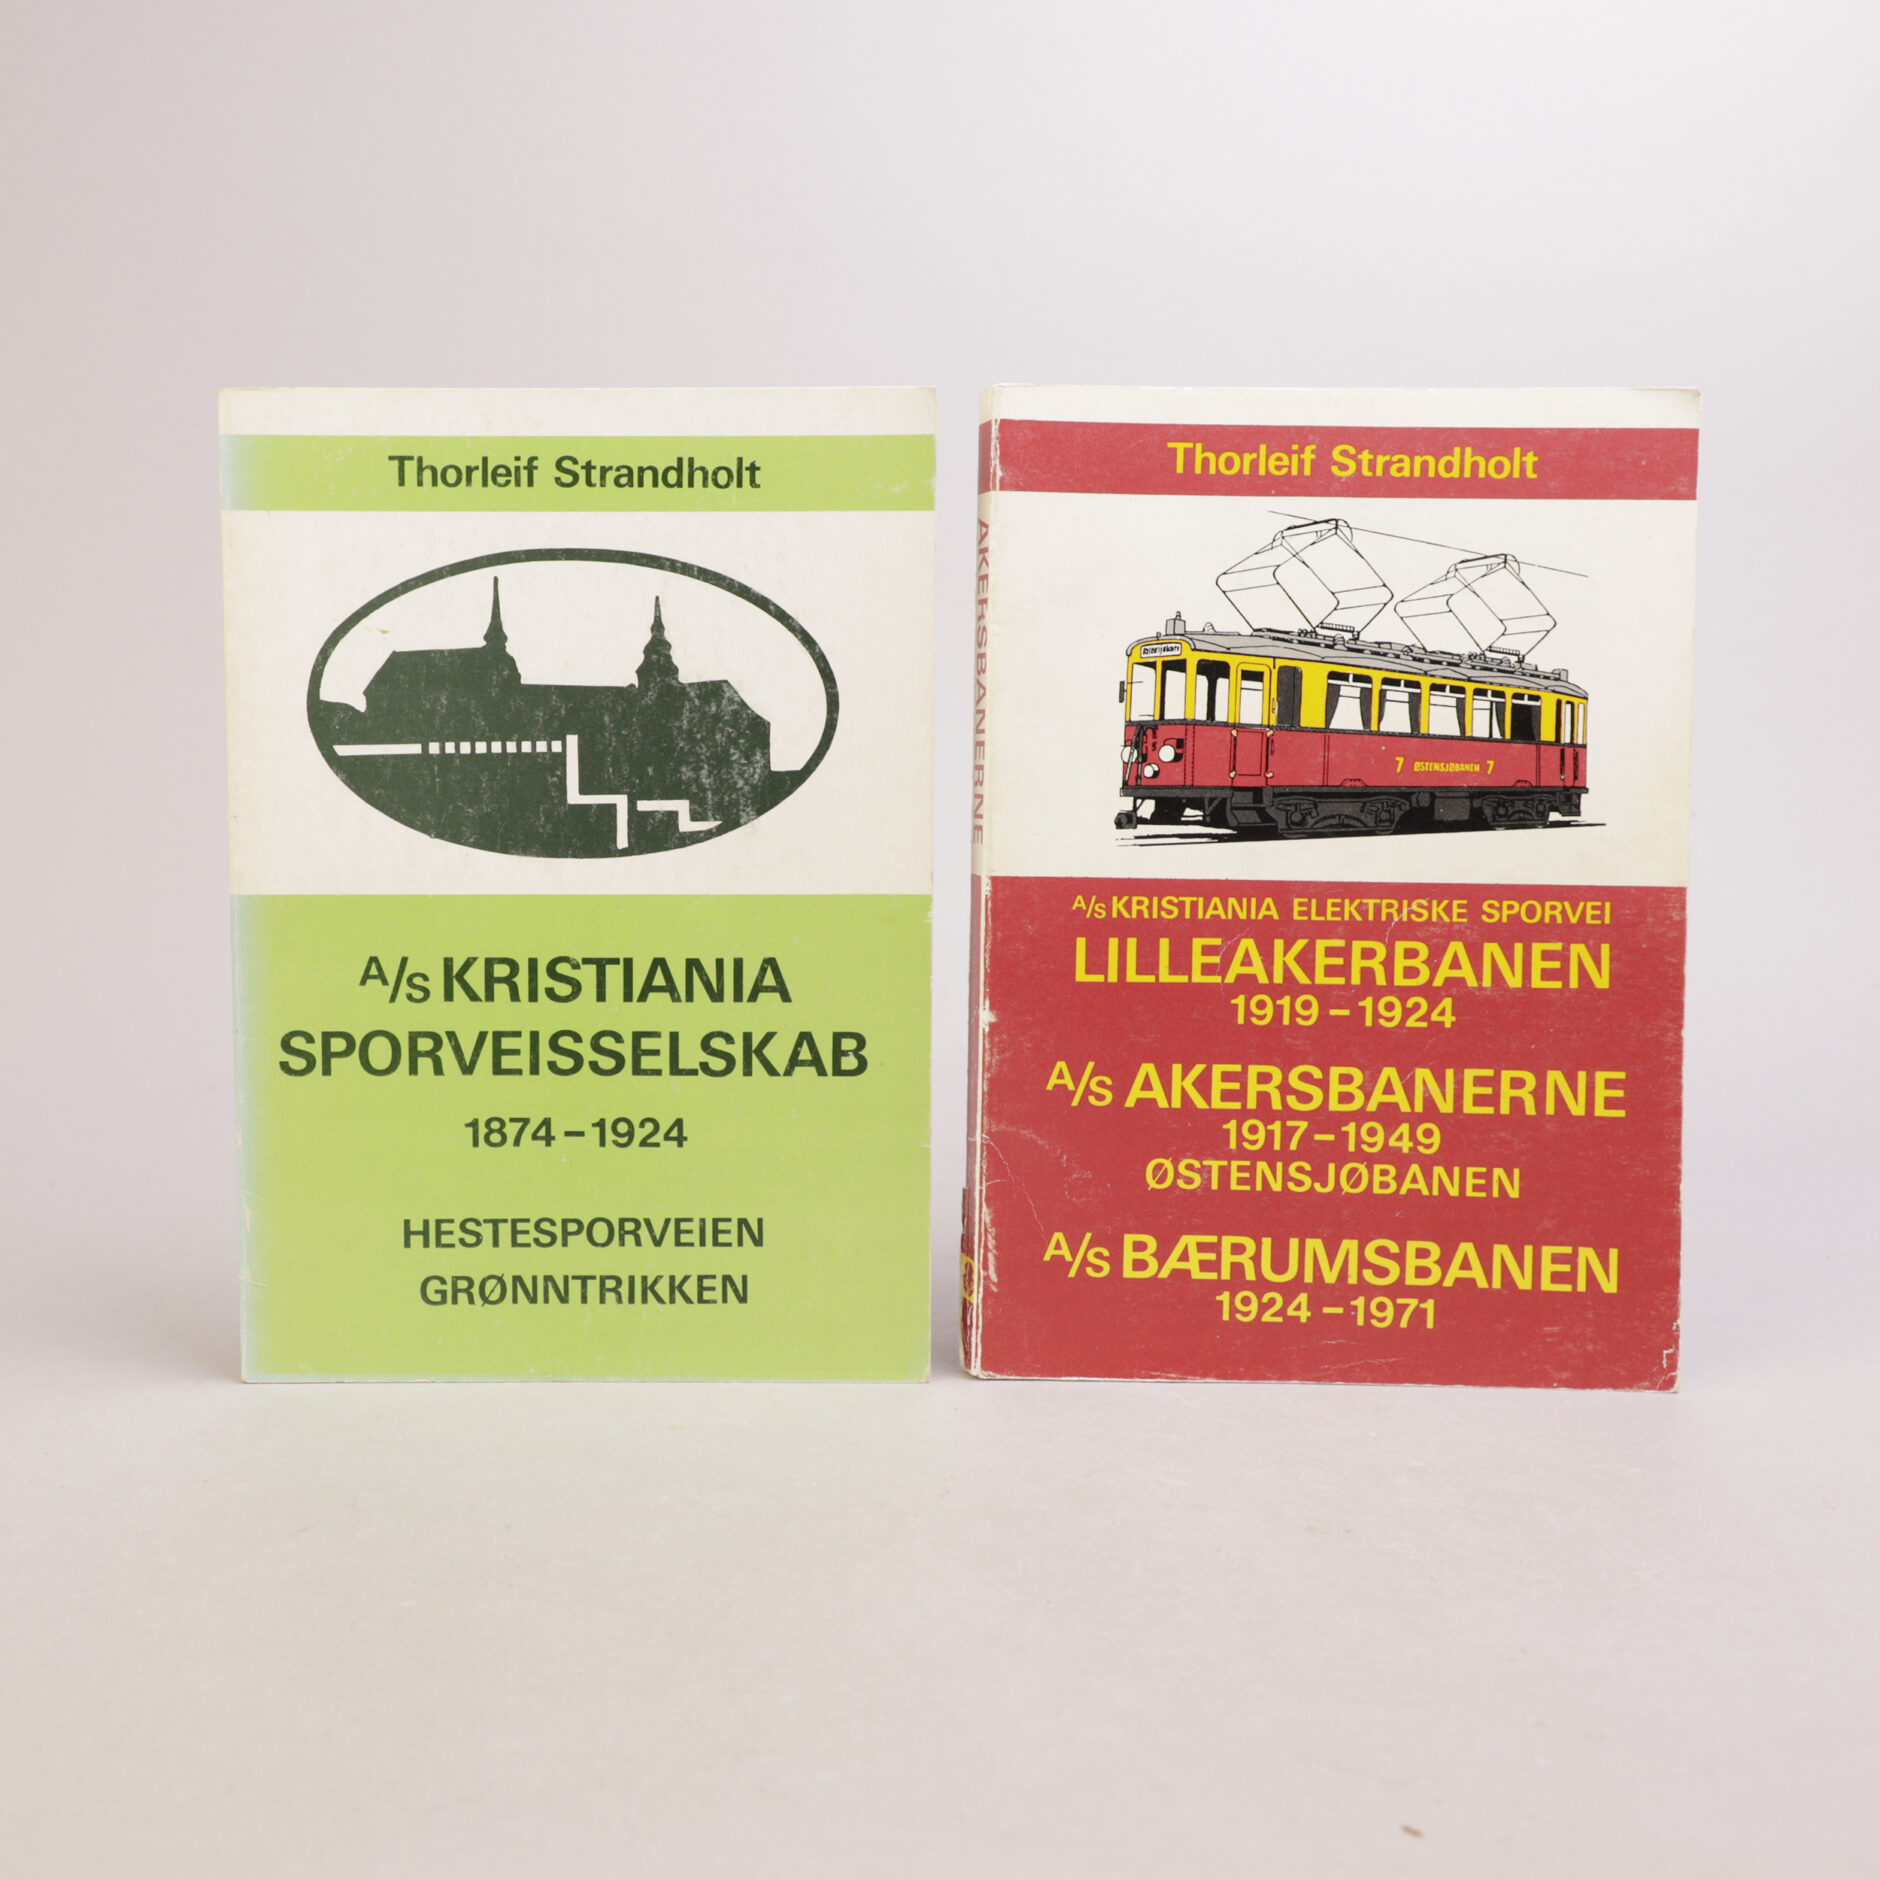 Thorleif Strandholt
A/S KRISTIANIA
SPORVEISSELSKAB
1874-1924
HESTESPORVEIEN
GRØNNTRIKKEN
AKERSBANERNE
Thorleif Strandholt
Østensjøbanen
7 ØSTENSJØBANEN 7
A/S KRISTIANIA ELEKTRISKE SPORVEI
LILLEAKERBANEN
1919-1924
A/S AKERSBANERNE
1917-1949
ØSTENSJØBANEN
A/S BÆRUMSBANEN
1924-1971